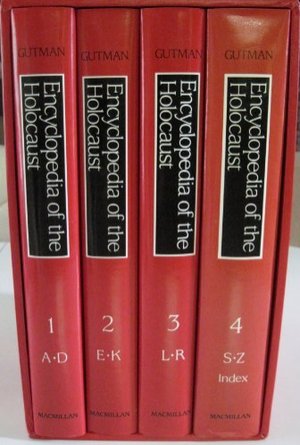 GUTMAN
Encyclopedia of the
Holocaust
1
A·D
MACMILLAN
GUTMAN
Encyclopedia of the
Holocaust
2
E·K
MACMILLAN
GUTMAN
Encyclopedia of the
Holocaust
3
L·R
MACMILLAN
GUTMAN
Encyclopedia of the
Holocaust
4
S·Z
Index
MACMILLAN